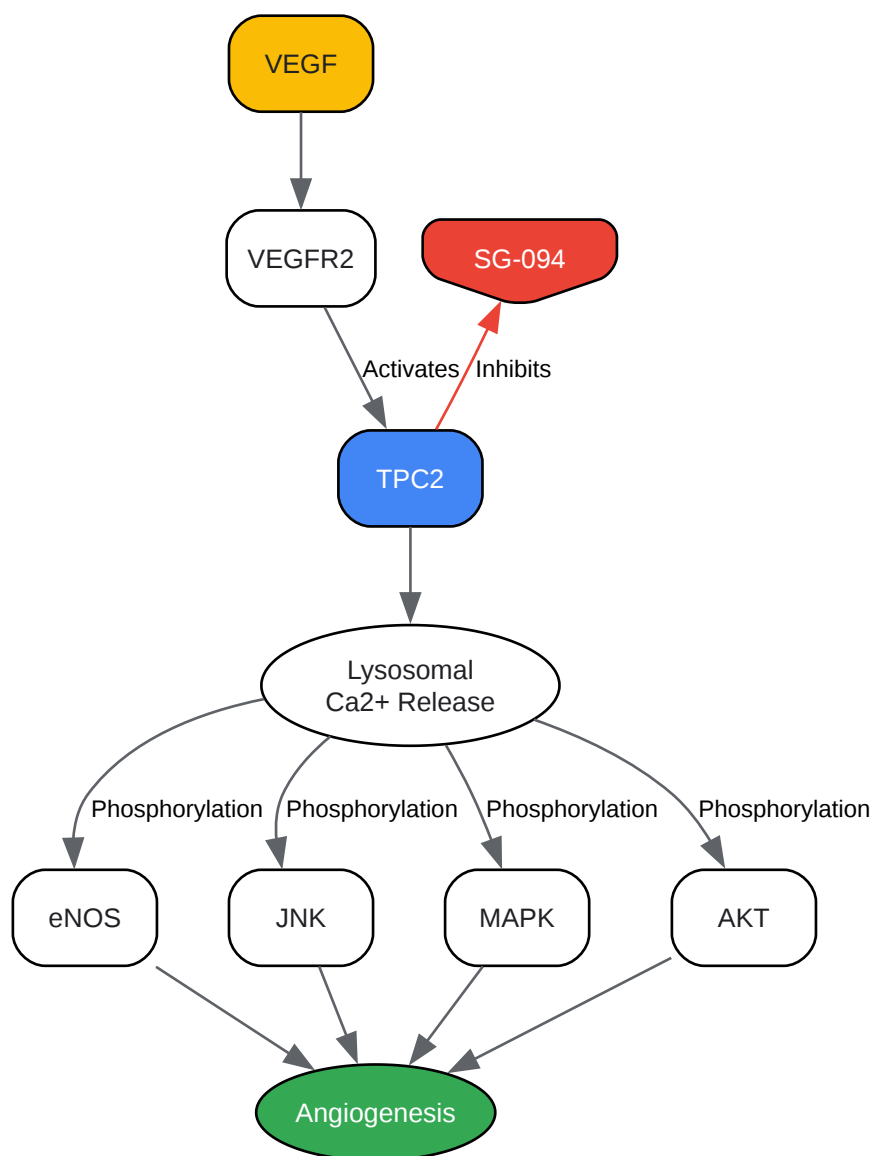 VEGF
VEGFR2
SG-094
Activates
Inhibits
TPC2
Lysosomal
Ca2+ Release
Phosphorylation
Phosphorylation
Phosphorylation
Phosphorylation
eNOS
JNK
MAPK
AKT
Angiogenesis